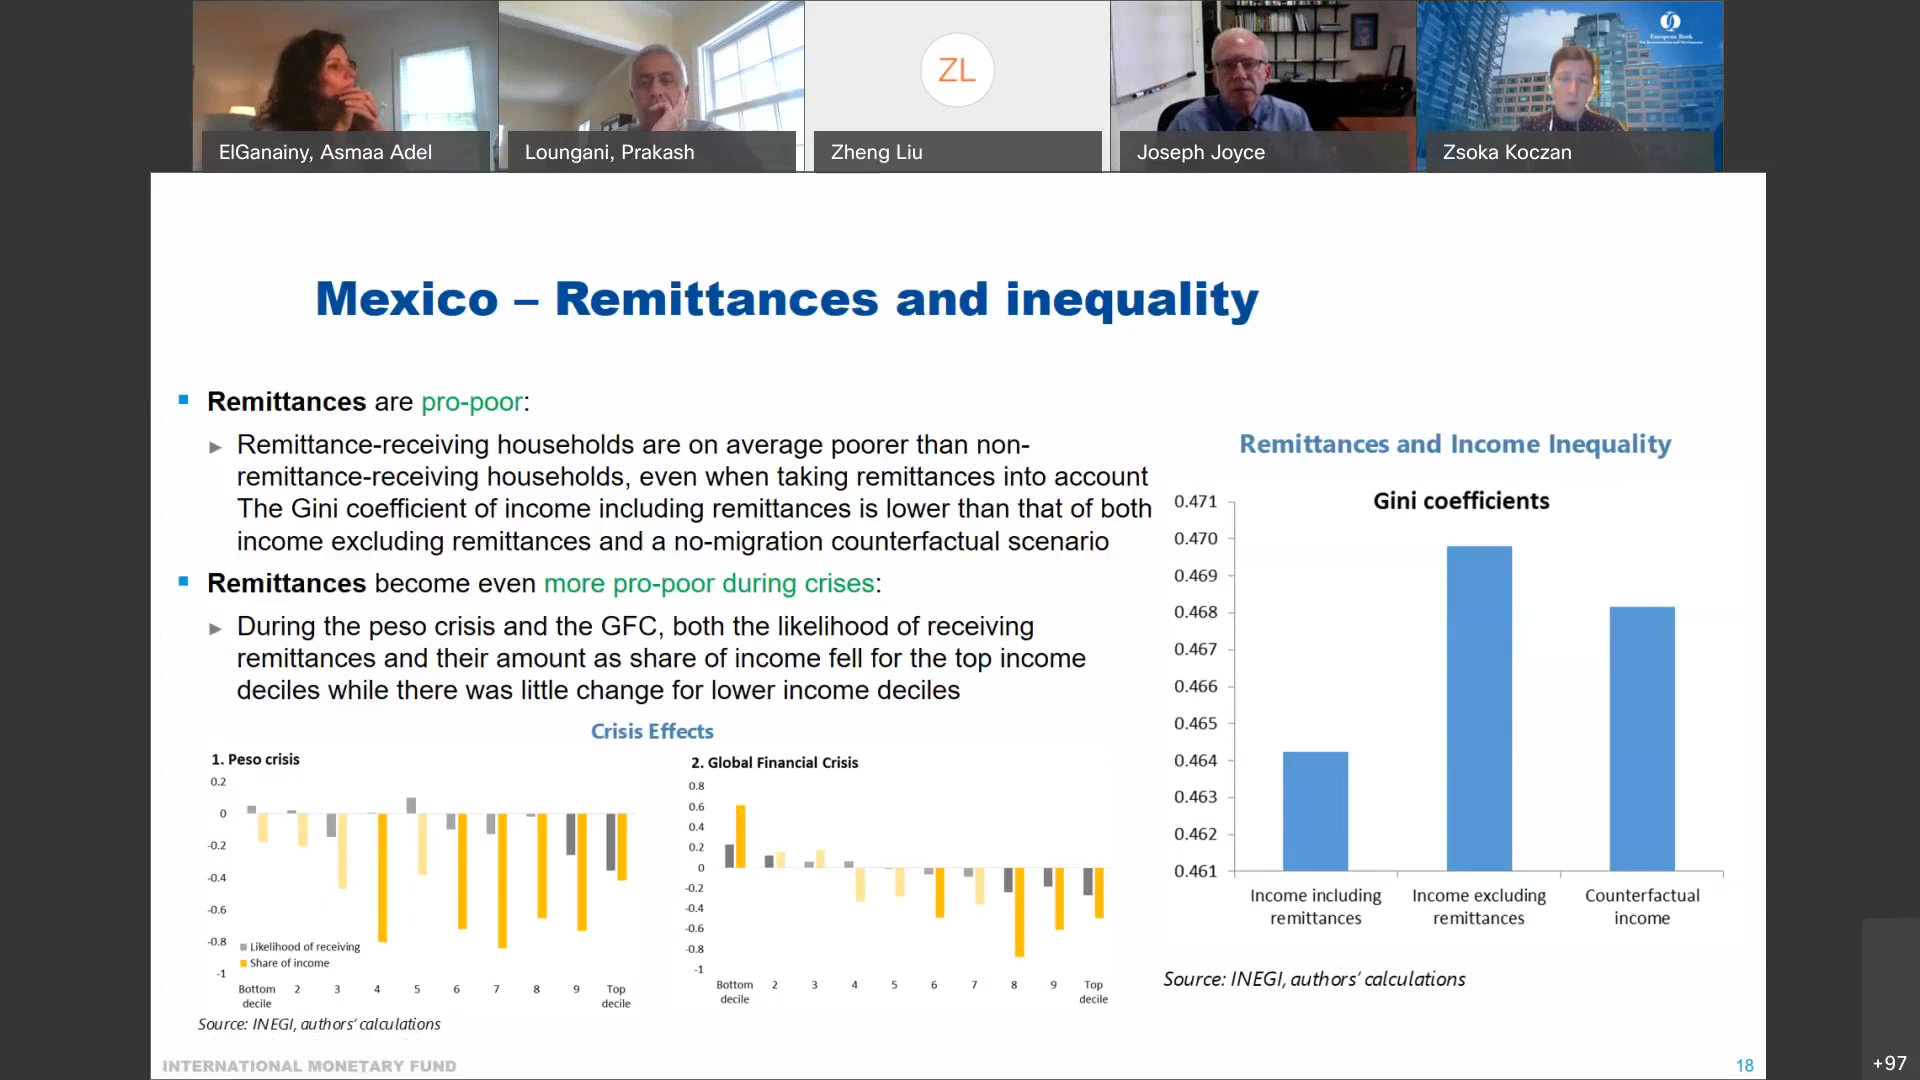 European Bank
ZL
ElGanainy, Asmaa Adel
Loungani, Prakash
Zheng Liu
Joseph Joyce
Zsoka Koczan
Mexico – Remittances and inequality
Remittances are pro-poor:
Remittance-receiving households are on average poorer than non-
remittance-receiving households, even when taking remittances into account
The Gini coefficient of income including remittances is lower than that of both
income excluding remittances and a no-migration counterfactual scenario
Remittances become even more pro-poor during crises:
During the peso crisis and the GFC, both the likelihood of receiving
remittances and their amount as share of income fell for the top income
deciles while there was little change for lower income deciles
Crisis Effects
1. Peso crisis
0.2
0
-0.2
-0.4
-0.6
-0.8
-1
Likelihood of receiving
Share of income
Bottom decile 2 3 4 5 6 7 8 9 Top decile
Source: INEGI, authors' calculations
2. Global Financial Crisis
0.8
0.6
0.4
0.2
0
-0.2
-0.4
-0.6
-0.8
-1
Bottom decile 2 3 4 5 6 7 8 9 Top decile
Remittances and Income Inequality
Gini coefficients
0.471
0.470
0.469
0.468
0.467
0.466
0.465
0.464
0.463
0.462
0.461
Income including remittances
Income excluding remittances
Counterfactual income
Source: INEGI, authors' calculations
INTERNATIONAL MONETARY FUND
18
+97